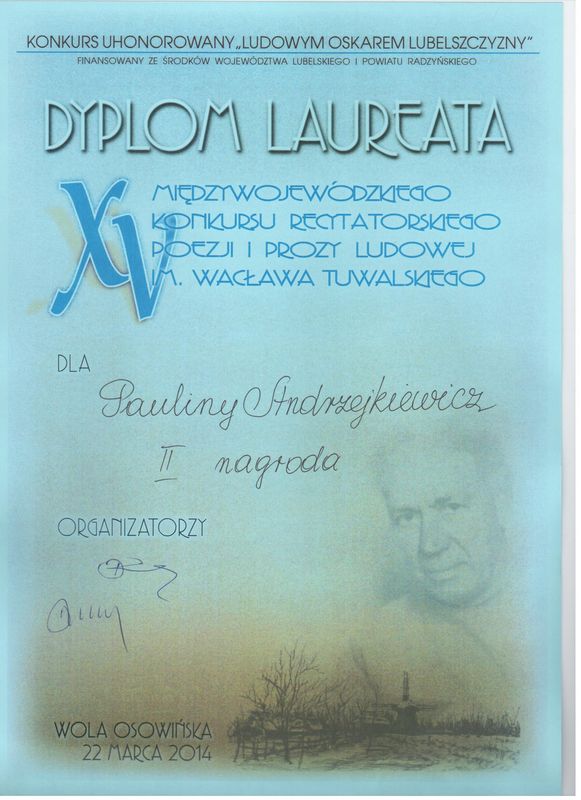 KONKURS UHONOROWANY „LUDOWYM OSKAREM LUBELSZCZYZNY"
FINANSOWANY ZE ŚRODKÓW WOJEWÓDZTWA LUBELSKIEGO I POWIATU RADZYŃSKIEGO
DYPLOM LAUREATA
XV MIĘDZYWOJEWÓDZKIEGO
KONKURSU RECYTATORSKIEGO
POEZJI I PROZY LUDOWEJ
IM. WACŁAWA TUWALSKIEGO
DLA
Pauliny Andrzejkiewicz
II nagroda
ORGANIZATORZY
WOLA OSOWIŃSKA
22 MARCA 2014